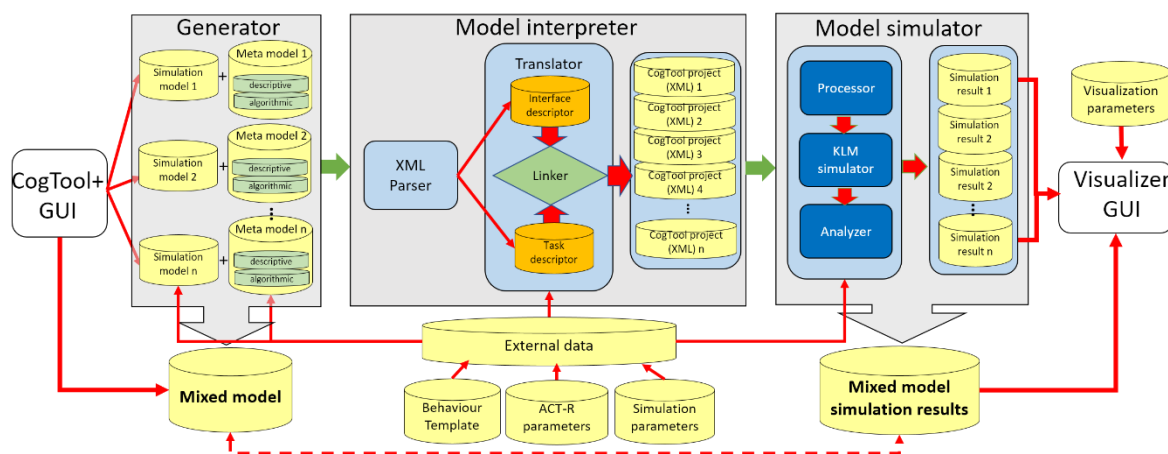 Generator
Model interpreter
Model simulator
CogTool+
GUI
Simulation
model 1
+
Meta model 1
descriptive
algorithmic
Simulation
model 2
+
Meta model 2
descriptive
algorithmic
Simulation
model n
+
Meta model n
descriptive
algorithmic
XML
Parser
Translator
Interface
descriptor
Linker
Task
descriptor
CogTool project
(XML) 1
CogTool project
(XML) 2
CogTool project
(XML) 3
CogTool project
(XML) 4
CogTool project
(XML) n
Processor
KLM
simulator
Analyzer
Simulation
result 1
Simulation
result 2
Simulation
result 2
Simulation
result n
Visualization
parameters
Visualizer
GUI
External data
Behaviour
Template
ACT-R
parameters
Simulation
parameters
Mixed model
Mixed model
simulation results